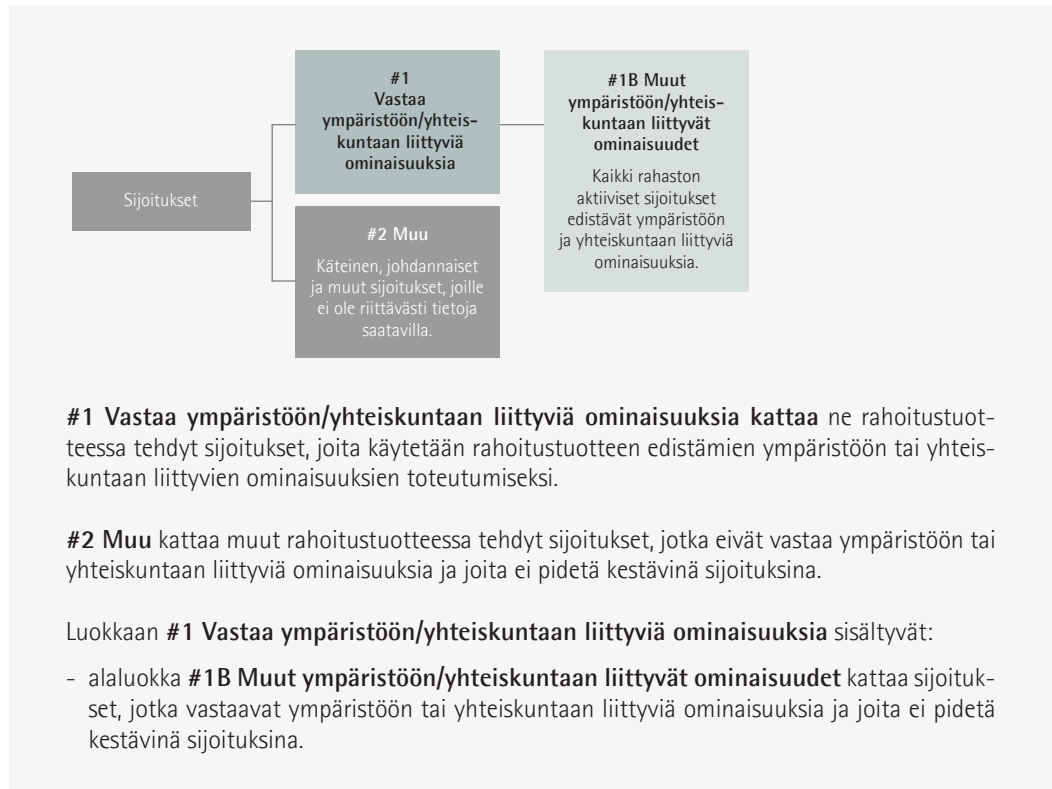 #1
Vastaa
ympäristöön/yhteis-
kuntaan liittyviä
ominaisuuksia
#1B Muut
ympäristöön/yhteis-
kuntaan liittyvät
ominaisuudet
Kaikki rahaston
aktiiviset sijoitukset
edistävät ympäristöön
ja yhteiskuntaan liittyviä
ominaisuuksia.
Sijoitukset
#2 Muu
Käteinen, johdannaiset
ja muut sijoitukset, joille
ei ole riittävästi tietoja
saatavilla.
#1 Vastaa ympäristöön/yhteiskuntaan liittyviä ominaisuuksia kattaa ne rahoitustuot-
teessa tehdyt sijoitukset, joita käytetään rahoitustuotteen edistämien ympäristöön tai yhteis-
kuntaan liittyvien ominaisuuksien toteutumiseksi.
#2 Muu kattaa muut rahoitustuotteessa tehdyt sijoitukset, jotka eivät vastaa ympäristöön tai
yhteiskuntaan liittyviä ominaisuuksia ja joita ei pidetä kestävinä sijoituksina.
Luokkaan #1 Vastaa ympäristöön/yhteiskuntaan liittyviä ominaisuuksia sisältyvät:
- alaluokka #1B Muut ympäristöön/yhteiskuntaan liittyvät ominaisuudet kattaa sijoituk-
set, jotka vastaavat ympäristöön tai yhteiskuntaan liittyviä ominaisuuksia ja joita ei pidetä
kestävinä sijoituksina.